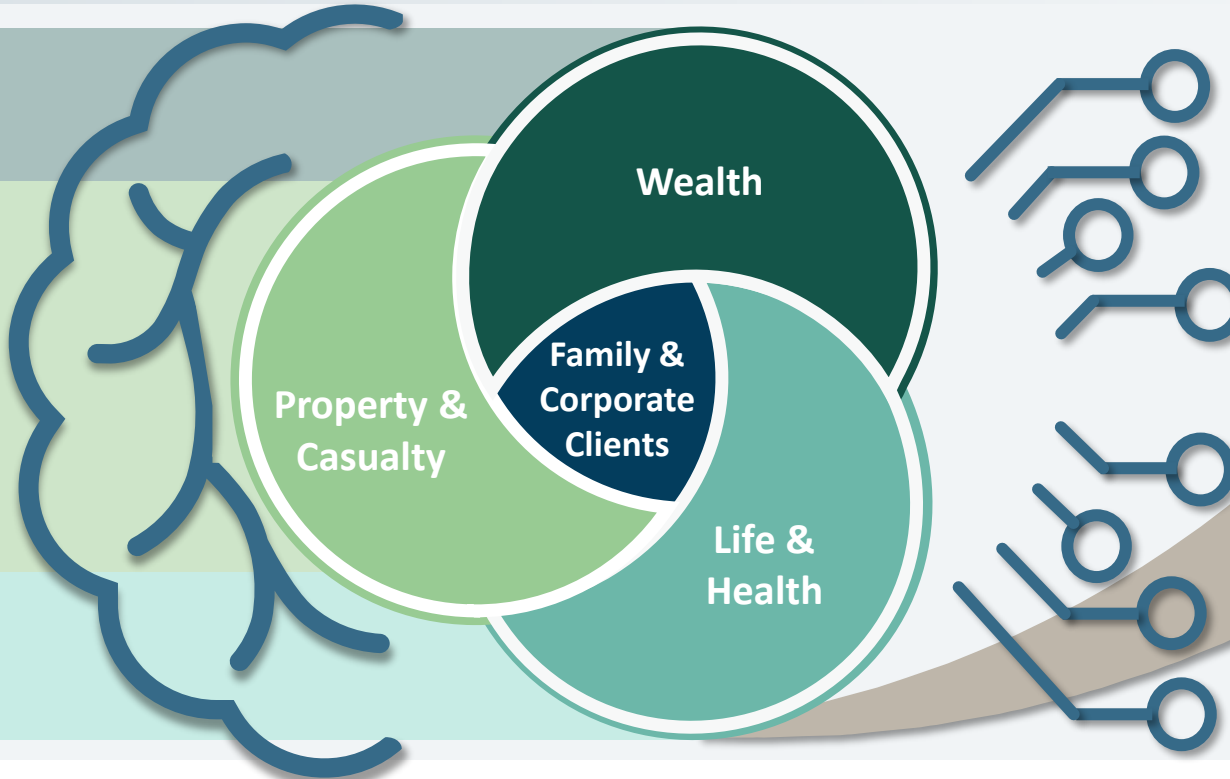 Wealth
Family &
Corporate
Clients
Property &
Casualty
Life &
Health